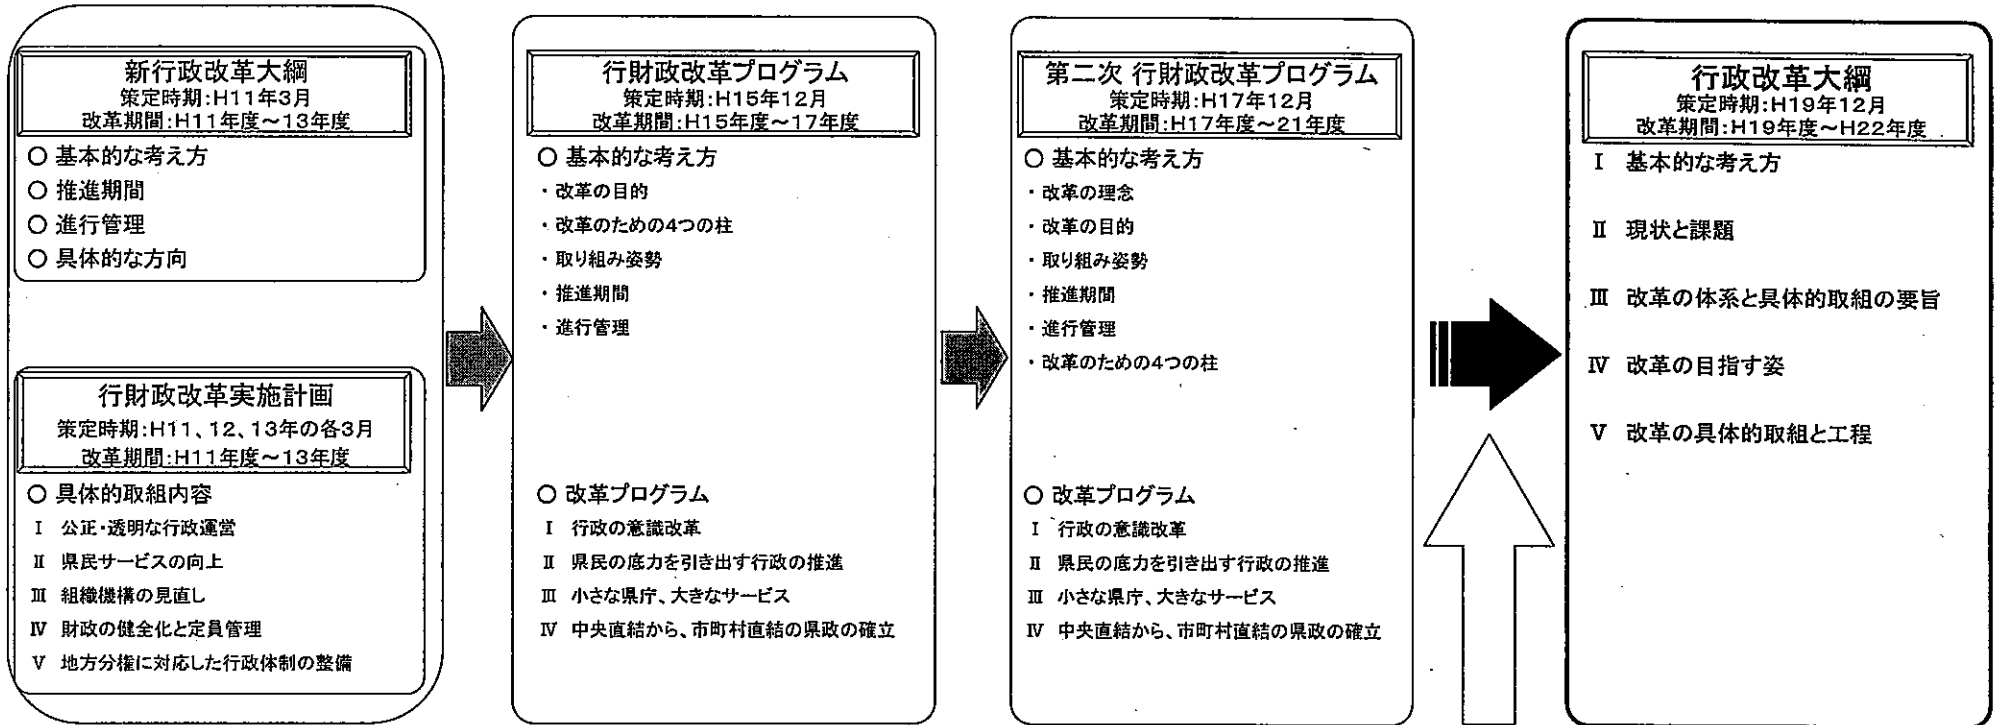 新行政改革大綱
策定時期:H11年3月
改革期間:H11年度～13年度
○ 基本的な考え方
○ 推進期間
○ 進行管理
○ 具体的な方向
行財政改革実施計画
策定時期:H11、12、13年の各3月
改革期間:H11年度～13年度
○ 具体的取組内容
Ⅰ 公正・透明な行政運営
Ⅱ 県民サービスの向上
Ⅲ 組織機構の見直し
Ⅳ 財政の健全化と定員管理
Ⅴ 地方分権に対応した行政体制の整備
行財政改革プログラム
策定時期:H15年12月
改革期間:H15年度～17年度
○ 基本的な考え方
・改革の目的
・改革のための4つの柱
・取り組み姿勢
・推進期間
・進行管理
○ 改革プログラム
Ⅰ 行政の意識改革
Ⅱ 県民の底力を引き出す行政の推進
Ⅲ 小さな県庁、大きなサービス
Ⅳ 中央直結から、市町村直結の県政の確立
第二次 行財政改革プログラム
策定時期:H17年12月
改革期間:H17年度～21年度
○ 基本的な考え方
・改革の理念
・改革の目的
・取り組み姿勢
・推進期間
・進行管理
・改革のための4つの柱
○ 改革プログラム
Ⅰ 行政の意識改革
Ⅱ 県民の底力を引き出す行政の推進
Ⅲ 小さな県庁、大きなサービス
Ⅳ 中央直結から、市町村直結の県政の確立
行政改革大綱
策定時期:H19年12月
改革期間:H19年度～H22年度
Ⅰ 基本的な考え方
Ⅱ 現状と課題
Ⅲ 改革の体系と具体的取組の要旨
Ⅳ 改革の目指す姿
Ⅴ 改革の具体的取組と工程